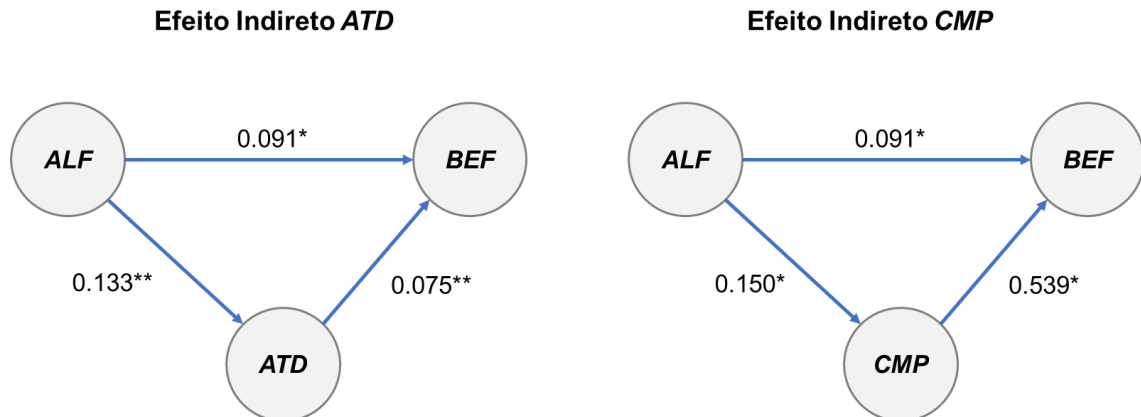 Efeito Indireto ATD
ALF
0.091*
BEF
0.133**
0.075**
ATD
Efeito Indireto CMP
ALF
0.091*
BEF
0.150*
0.539*
CMP